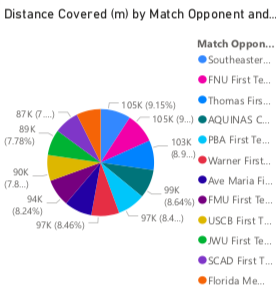 Distance Covered (m) by Match Opponent and...
Match Oppon...
Southeaster...
FNU First Te...
Thomas Firs...
AQUINAS C...
PBA First Te...
Warner First...
Ave Maria Fi...
FMU First Te...
USCB First T...
JWU First Te...
SCAD First T...
Florida Me...
105K (9.15%)
105K (9...)
103K
(8.9...)
99K
(8.64%)
97K (8.4...)
97K (8.46%)
94K
(8.24%)
90K
(7.8...)
89K
(7.78%)
87K (7....)